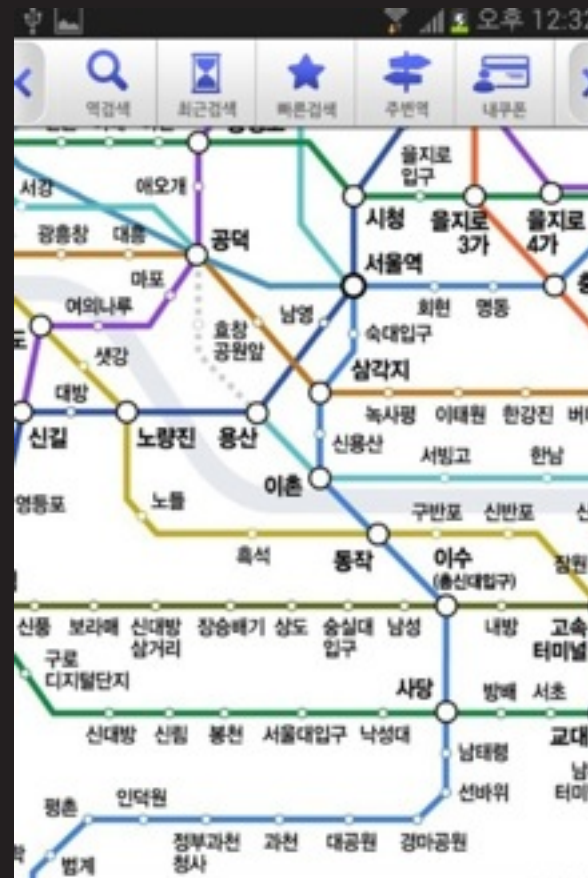 오후 12:32
역검색
최근검색
빠른검색
주변역
내쿠폰
을지로
입구
서강
애오개
시청
을지로
3가
을지로
4가
광흥창
대흥
공덕
서울역
마포
여의나루
남영
회현
명동
효창
공원앞
숙대입구
샛강
삼각지
대방
녹사평
이태원
한강진
신길
노량진
용산
신용산
서빙고
한남
이촌
영등포
노들
구반포
신반포
흑석
동작
이수
(총신대입구)
잠원
신풍
보라매
신대방
삼거리
장승배기
상도
숭실대
입구
남성
내방
고속
터미널
구로
디지털단지
사당
방배
서초
신대방
신림
봉천
서울대입구
낙성대
교대
남태령
선바위
남
터미
평촌
인덕원
정부과천
청사
과천
대공원
경마공원
범계